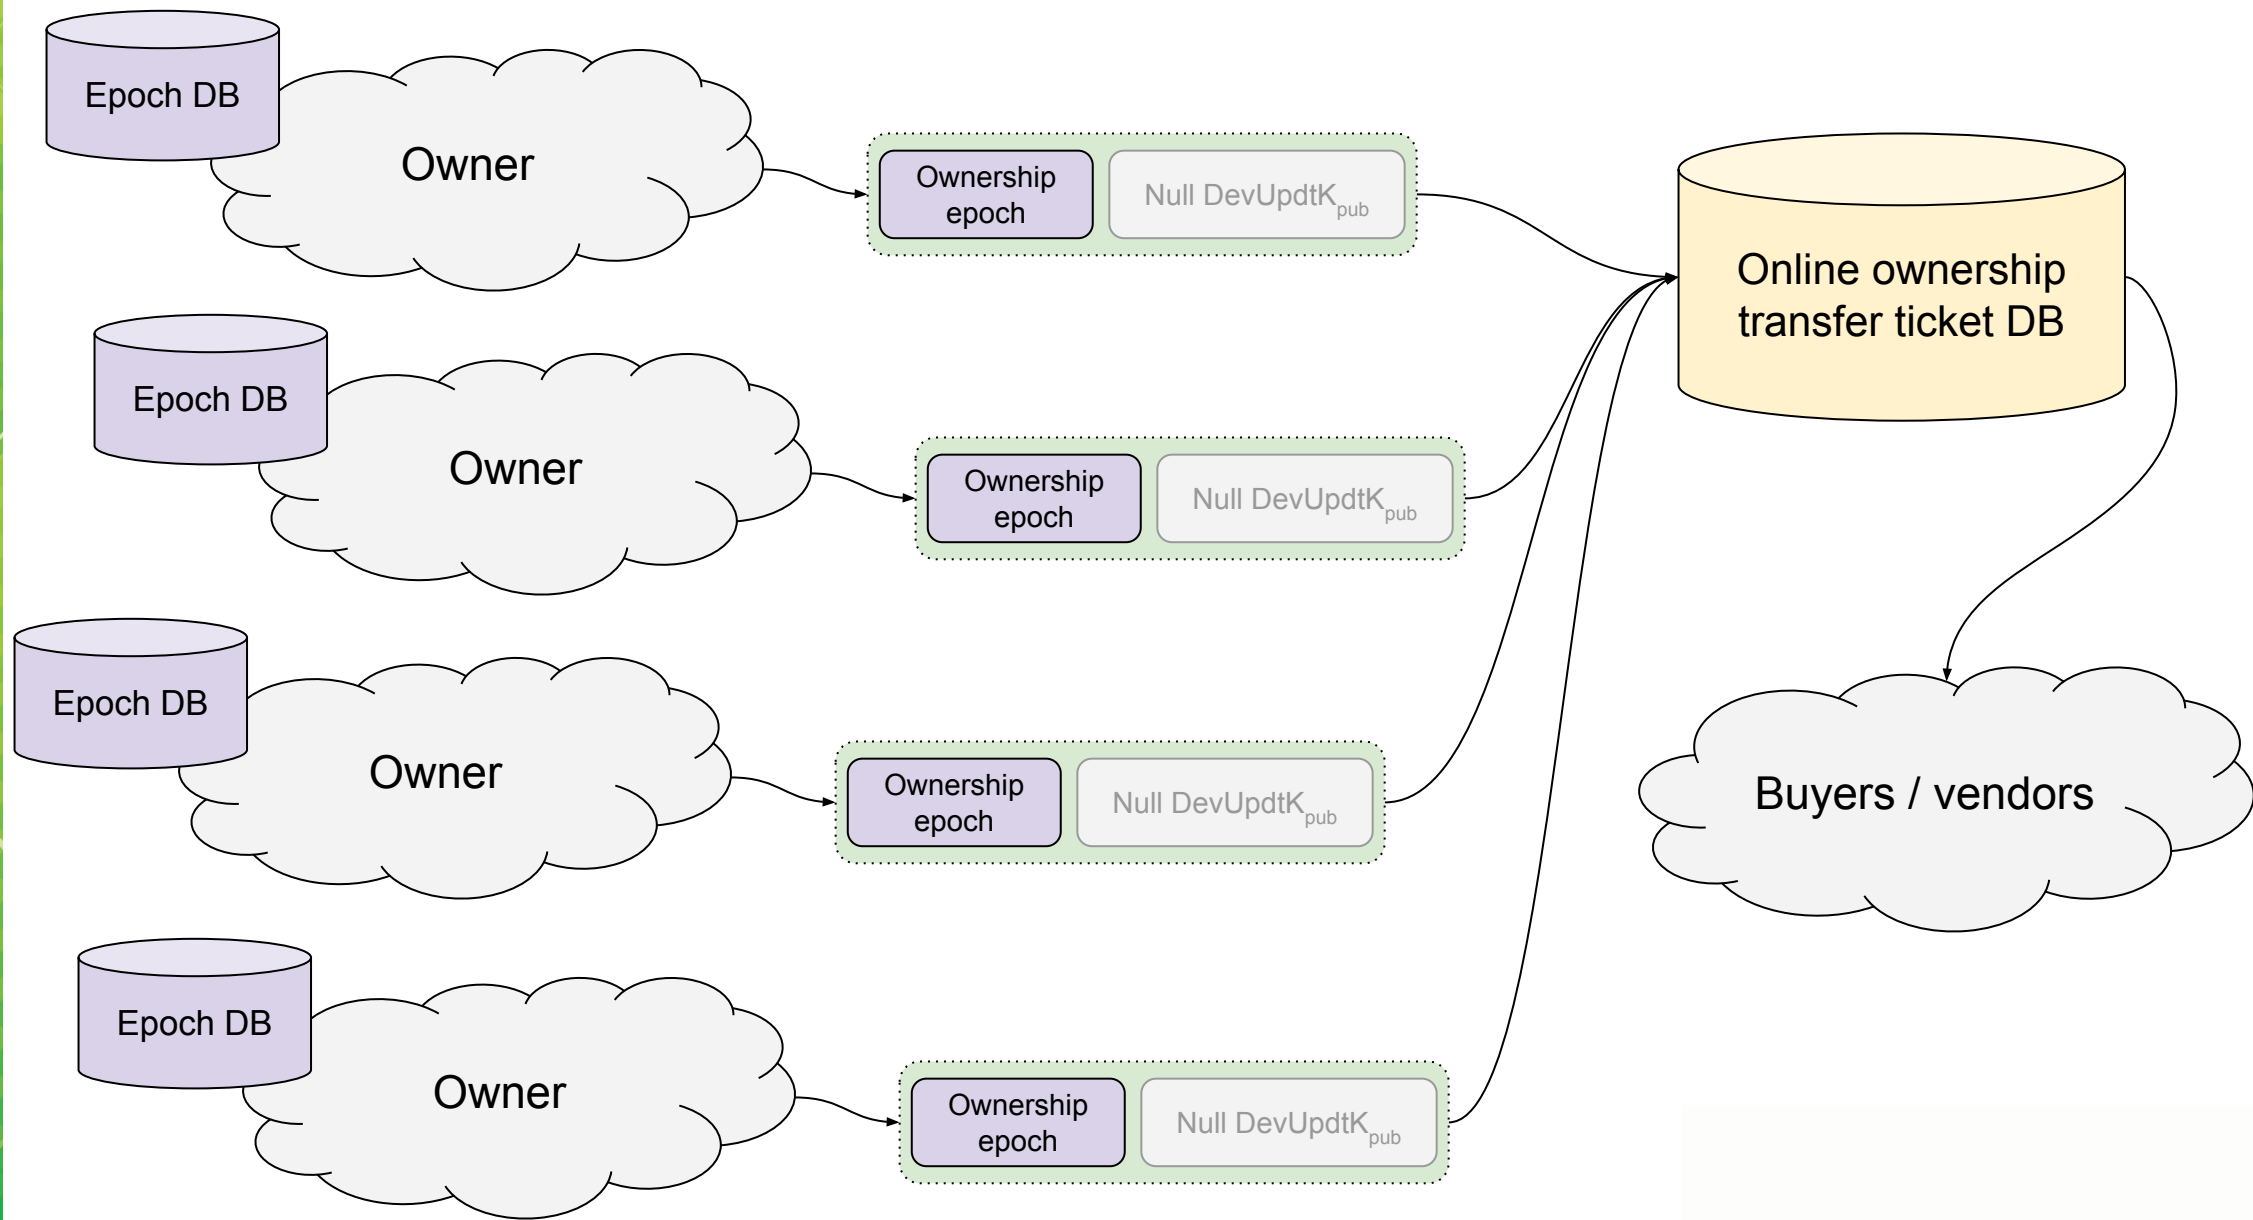 Epoch DB
Owner
Ownership
epoch
Null DevUpdtKpub
Online ownership
transfer ticket DB
Epoch DB
Owner
Ownership
epoch
Null DevUpdtKpub
Epoch DB
Owner
Ownership
epoch
Null DevUpdtKpub
Buyers / vendors
Epoch DB
Owner
Ownership
epoch
Null DevUpdtKpub